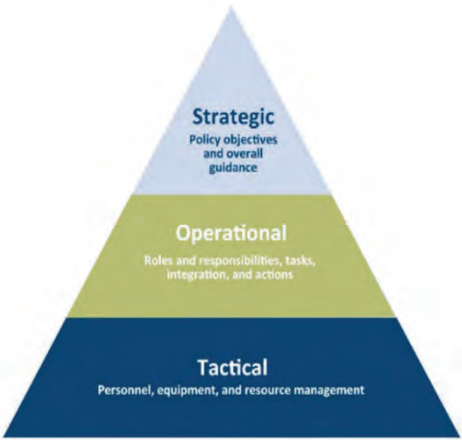 Strategic
Policy objectives
and overall
guidance
Operational
Roles and responsibilities, tasks,
integration, and actions
Tactical
Personnel, equipment, and resource management